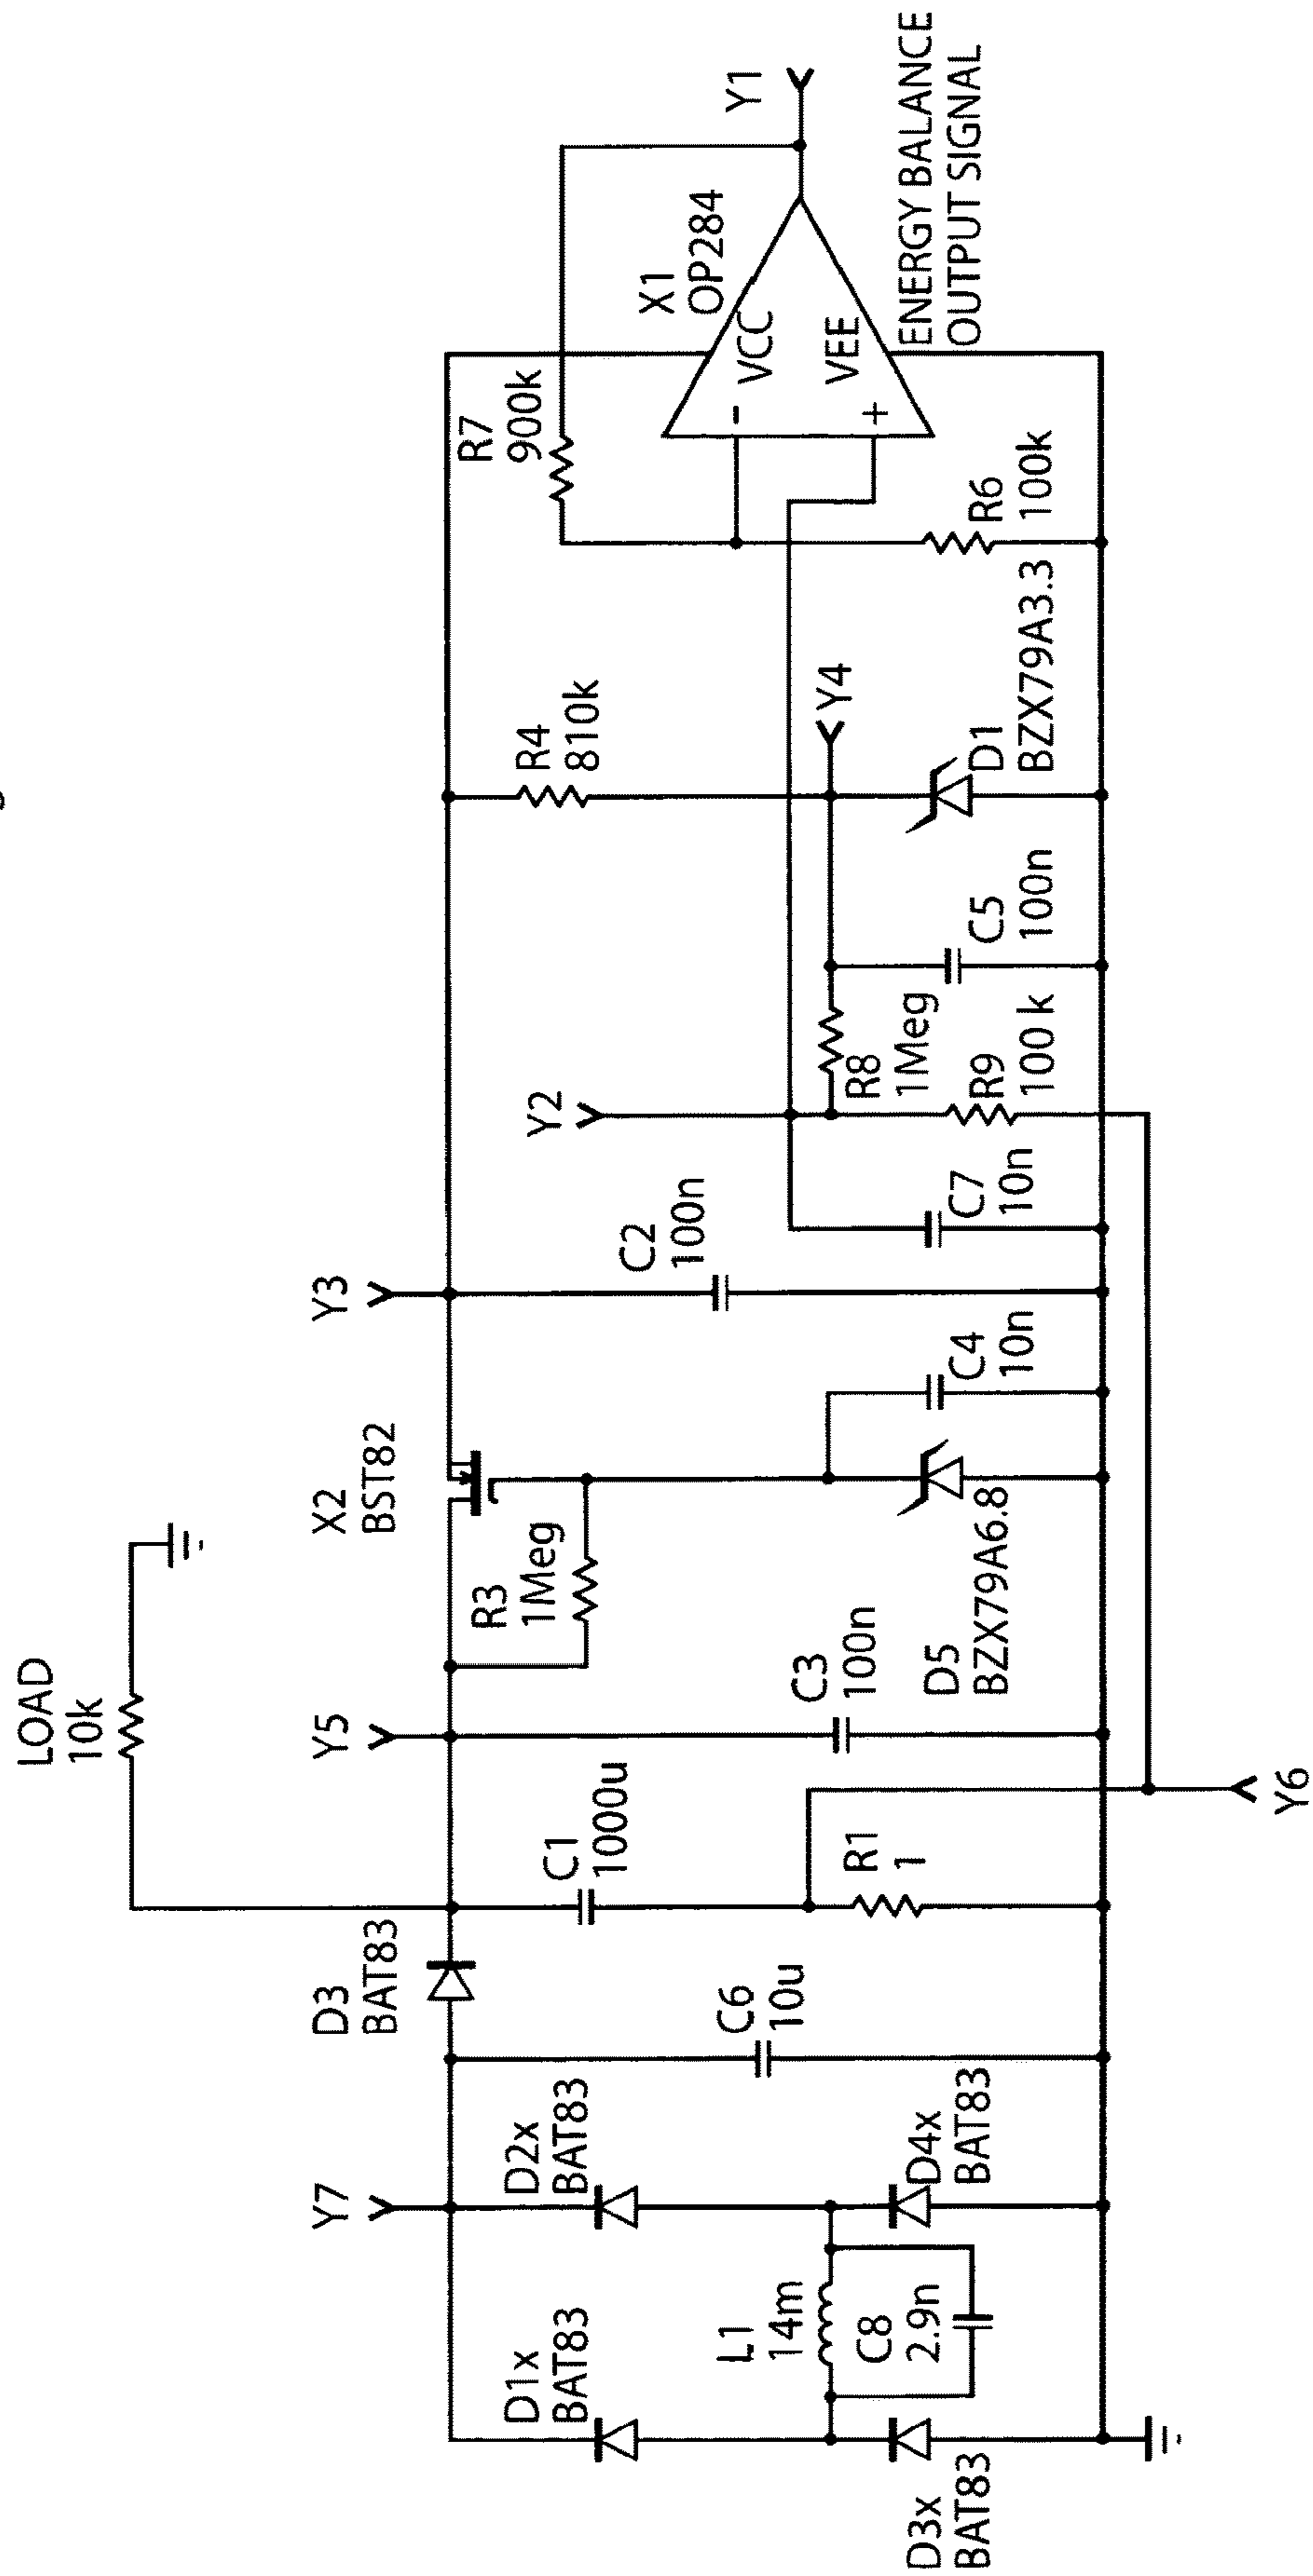 LOAD
10k
D3
BAT83
Y5
X2
BST82
Y3
Y7
D1x
BAT83
D2x
BAT83
C6
10u
C1
1000u
R3
1Meg
C2
100n
Y2
R4
810k
R7
900k
X1
OP284
Y1
VCC
VEE
-
+
ENERGY BALANCE
OUTPUT SIGNAL
L1
14m
C8
2.9n
D3x
BAT83
D4x
BAT83
R1
1
C3
100n
D5
BZX79A6.8
C4
10n
C7
10n
R8
1Meg
R9
100 k
C5
100n
Y4
D1
BZX79A3.3
R6
100k
Y6